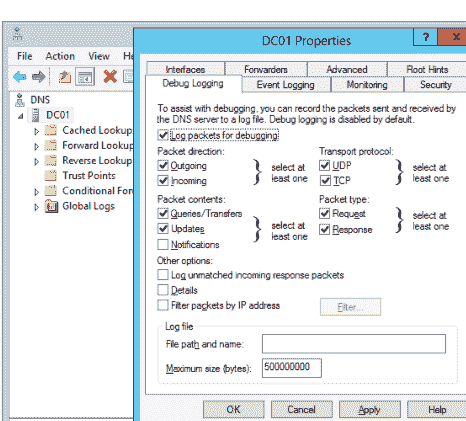 DC01 Properties
?
x
File Action View He
DNS
DC01
Cached Lookup
Forward Lookup
Reverse Lookup
Trust Points
Conditional For
Global Logs
Interfaces Forwarders Advanced Root Hints
Debug Logging Event Logging Monitoring Security
To assist with debugging, you can record the packets sent and received by
the DNS server to a log file. Debug logging is disabled by default.
Log packets for debugging:
Packet direction: Transport protocol:
Outgoing UDP
select at select at
Incoming least one TCP least one
Packet contents: Packet type:
Queries/Transfers Request
select at select at
Updates least one Response least one
Notifications
Other options:
Log unmatched incoming response packets
Details
Filter packets by IP address Filter...
Log file
File path and name:
Maximum size (bytes): 500000000
OK Cancel Apply Help